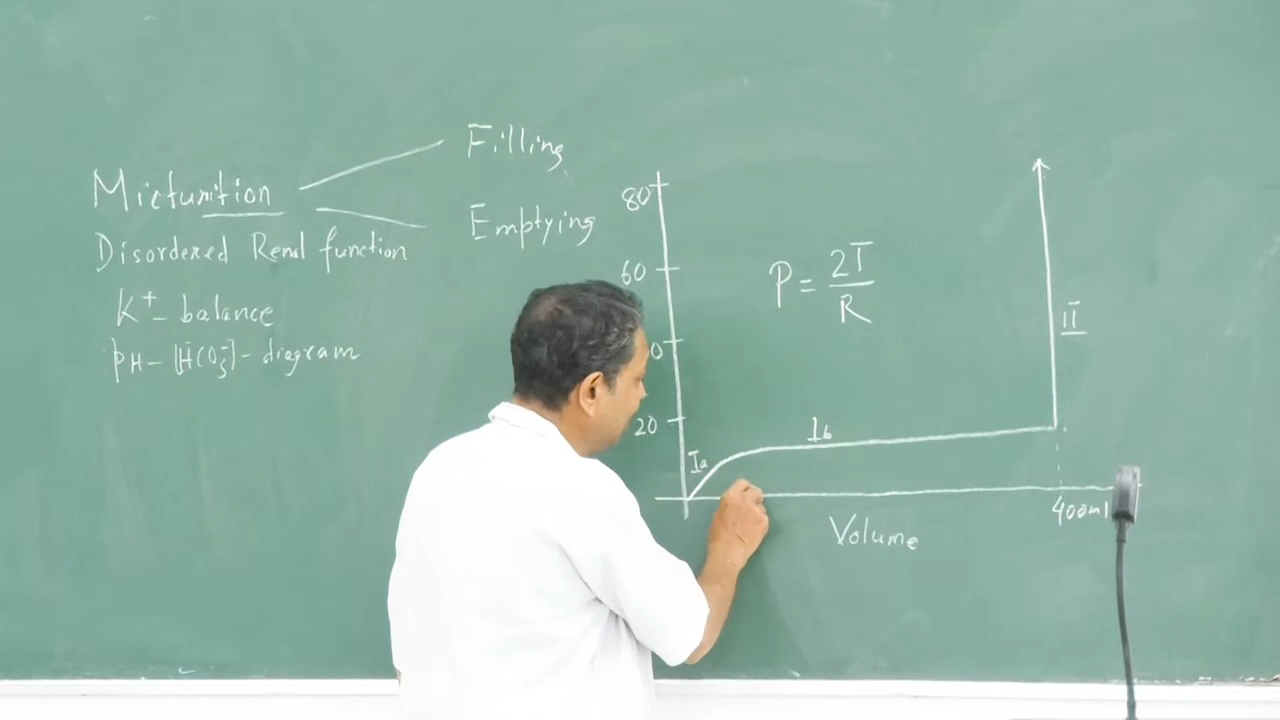 Micturition
Filling
Emptying
Disordered Renal function
K+ balance
pH - [HCO3-] - diagram
80
60
0
20
P = 2T/R
Ia
Ib
II
400ml
Volume